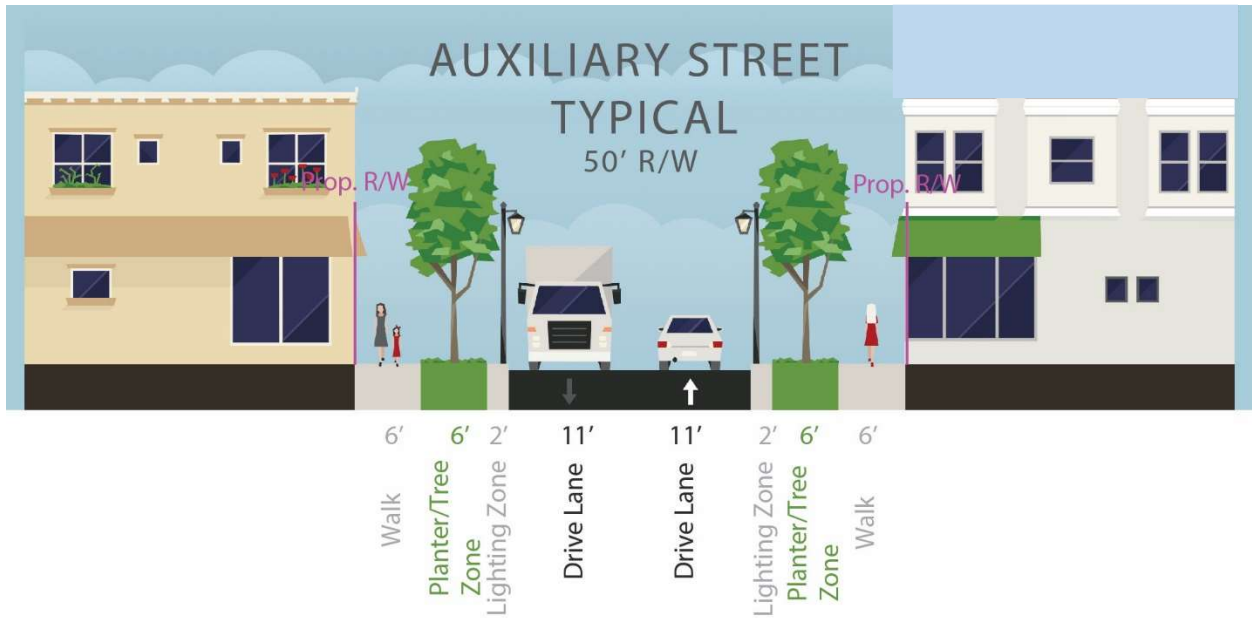 AUXILIARY STREET
TYPICAL
50’ R/W
Prop. R/W
Prop. R/W
6’
6’
2’
11’
11’
2’
6’
6’
Walk
Planter/Tree
Zone
Lighting Zone
Drive Lane
Drive Lane
Lighting Zone
Planter/Tree
Zone
Walk